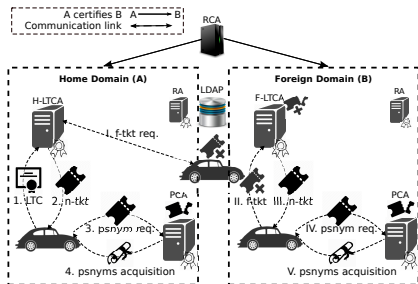 A certifies B A B
Communication link
RCA
Home Domain (A)
Foreign Domain (B)
H-LTCA
RA
LDAP
F-LTCA
RA
I. f-tkt req.
1. LTC
2. n-tkt
PCA
3. psnym req.
4. psnyms acquisition
II. f-tkt
III. n-tkt
PCA
IV. psnym req.
V. psnyms acquisition